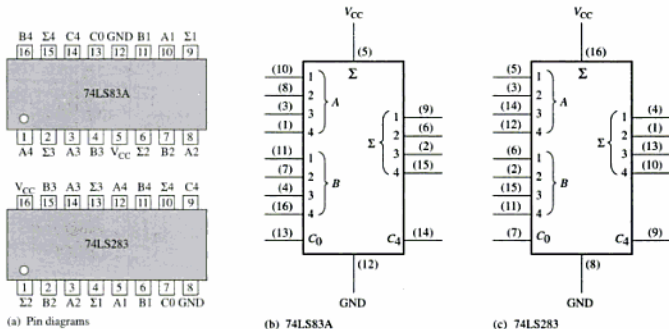 B4 Σ4 C4 C0 GND B1 A1 Σ1
16 15 14 13 12 11 10 9
74LS83A
1 2 3 4 5 6 7 8
A4 Σ3 A3 B3 VCC Σ2 B2 A2
VCC B3 A3 Σ3 A4 B4 Σ4 C4
16 15 14 13 12 11 10 9
74LS283
1 2 3 4 5 6 7 8
Σ2 B2 A2 Σ1 A1 B1 C0 GND
(a) Pin diagrams
VCC
(5)
Σ
(10) 1
(8) 2
(3) 3
(1) 4
A
(11) 1
(7) 2
(4) 3
(16) 4
B
(13) C0
Σ
1 (9)
2 (6)
3 (2)
4 (15)
C4 (14)
(12)
GND
(b) 74LS83A
VCC
(16)
Σ
(5) 1
(3) 2
(14) 3
(12) 4
A
(6) 1
(2) 2
(15) 3
(11) 4
B
(7) C0
Σ
1 (4)
2 (1)
3 (13)
4 (10)
C4 (9)
(8)
GND
(c) 74LS283